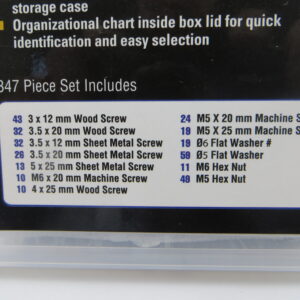 storage case
Organizational chart inside box lid for quick
identification and easy selection
347 Piece Set Includes
43 3 x 12 mm Wood Screw
32 3.5 x 20 mm Wood Screw
32 3.5 x 12 mm Sheet Metal Screw
26 3.5 x 20 mm Sheet Metal Screw
13 5 x 25 mm Sheet Metal Screw
10 M6 x 20 mm Machine Screw
10 4 x 25 mm Wood Screw
24 M5 X 20 mm Machine S
18 M5 X 25 mm Machine S
19 Ø6 Flat Washer #
59 Ø5 Flat Washer
11 M6 Hex Nut
49 M5 Hex Nut